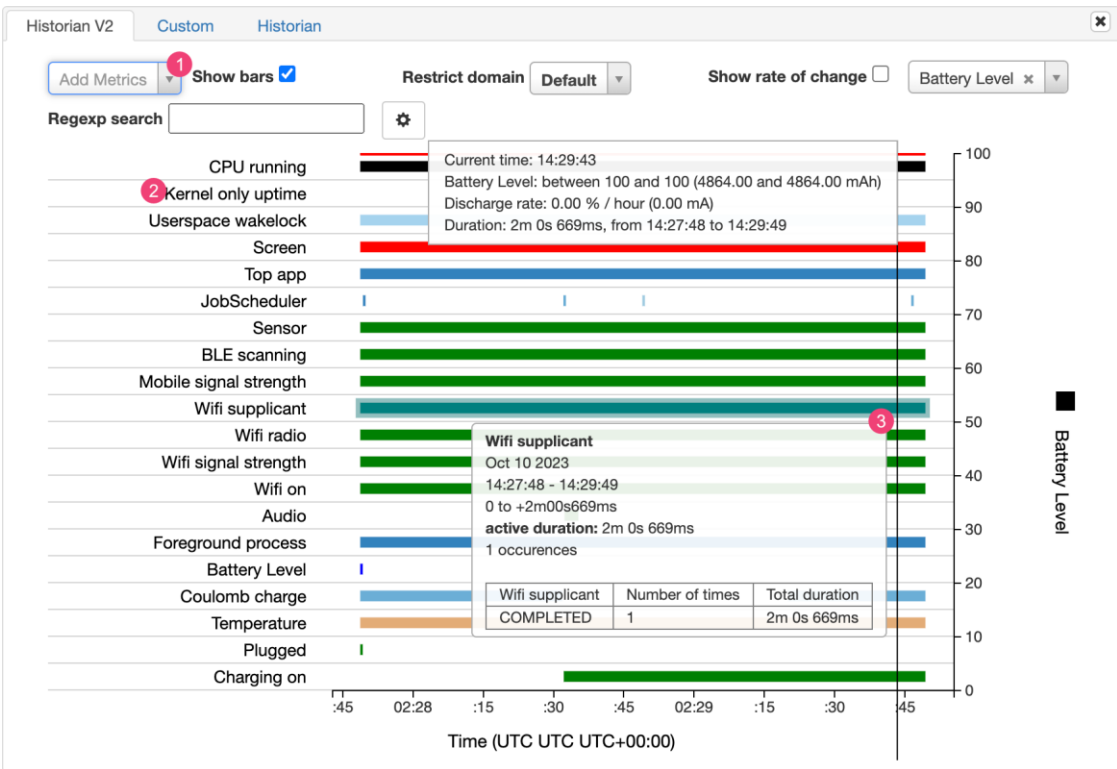 Historian V2 Custom Historian
Add Metrics 1 Show bars Restrict domain Default Show rate of change Battery Level ×
Regexp search
Current time: 14:29:43
Battery Level: between 100 and 100 (4864.00 and 4864.00 mAh)
Discharge rate: 0.00 % / hour (0.00 mA)
Duration: 2m 0s 669ms, from 14:27:48 to 14:29:49
CPU running
2 Kernel only uptime
Userspace wakelock
Screen
Top app
JobScheduler
Sensor
BLE scanning
Mobile signal strength
Wifi supplicant
Wifi radio
Wifi signal strength
Wifi on
Audio
Foreground process
Battery Level
Coulomb charge
Temperature
Plugged
Charging on
3
Wifi supplicant
Oct 10 2023
14:27:48 - 14:29:49
0 to +2m00s669ms
active duration: 2m 0s 669ms
1 occurences
Wifi supplicant Number of times Total duration
COMPLETED 1 2m 0s 669ms
100
90
80
70
60
50
40
30
20
10
0
Battery Level
:45 02:28 :15 :30 :45 02:29 :15 :30 :45
Time (UTC UTC UTC+00:00)